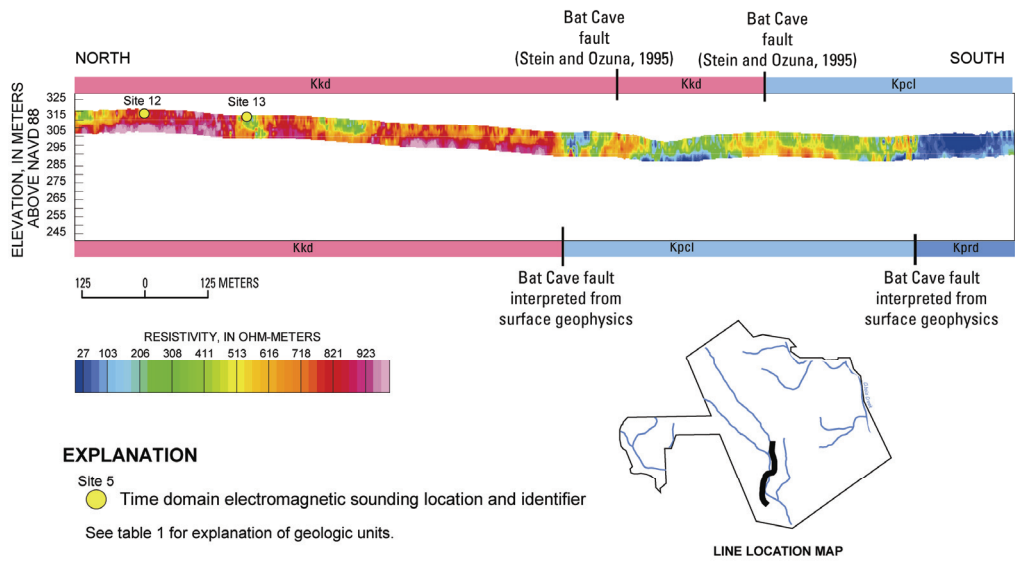 Bat Cave
fault
(Stein and Ozuna, 1995)
Bat Cave
fault
(Stein and Ozuna, 1995)
NORTH
SOUTH
Kkd
Kkd
Kpcl
ELEVATION, IN METERS
ABOVE NAVD 88
325
315
305
295
285
275
265
255
245
Site 12
Site 13
Kkd
Kpcl
Kprd
125 0 125 METERS
Bat Cave fault
interpreted from
surface geophysics
Bat Cave fault
interpreted from
surface geophysics
RESISTIVITY, IN OHM-METERS
27 103 206 308 411 513 616 718 821 923
EXPLANATION
Site 5
Time domain electromagnetic sounding location and identifier
See table 1 for explanation of geologic units.
LINE LOCATION MAP